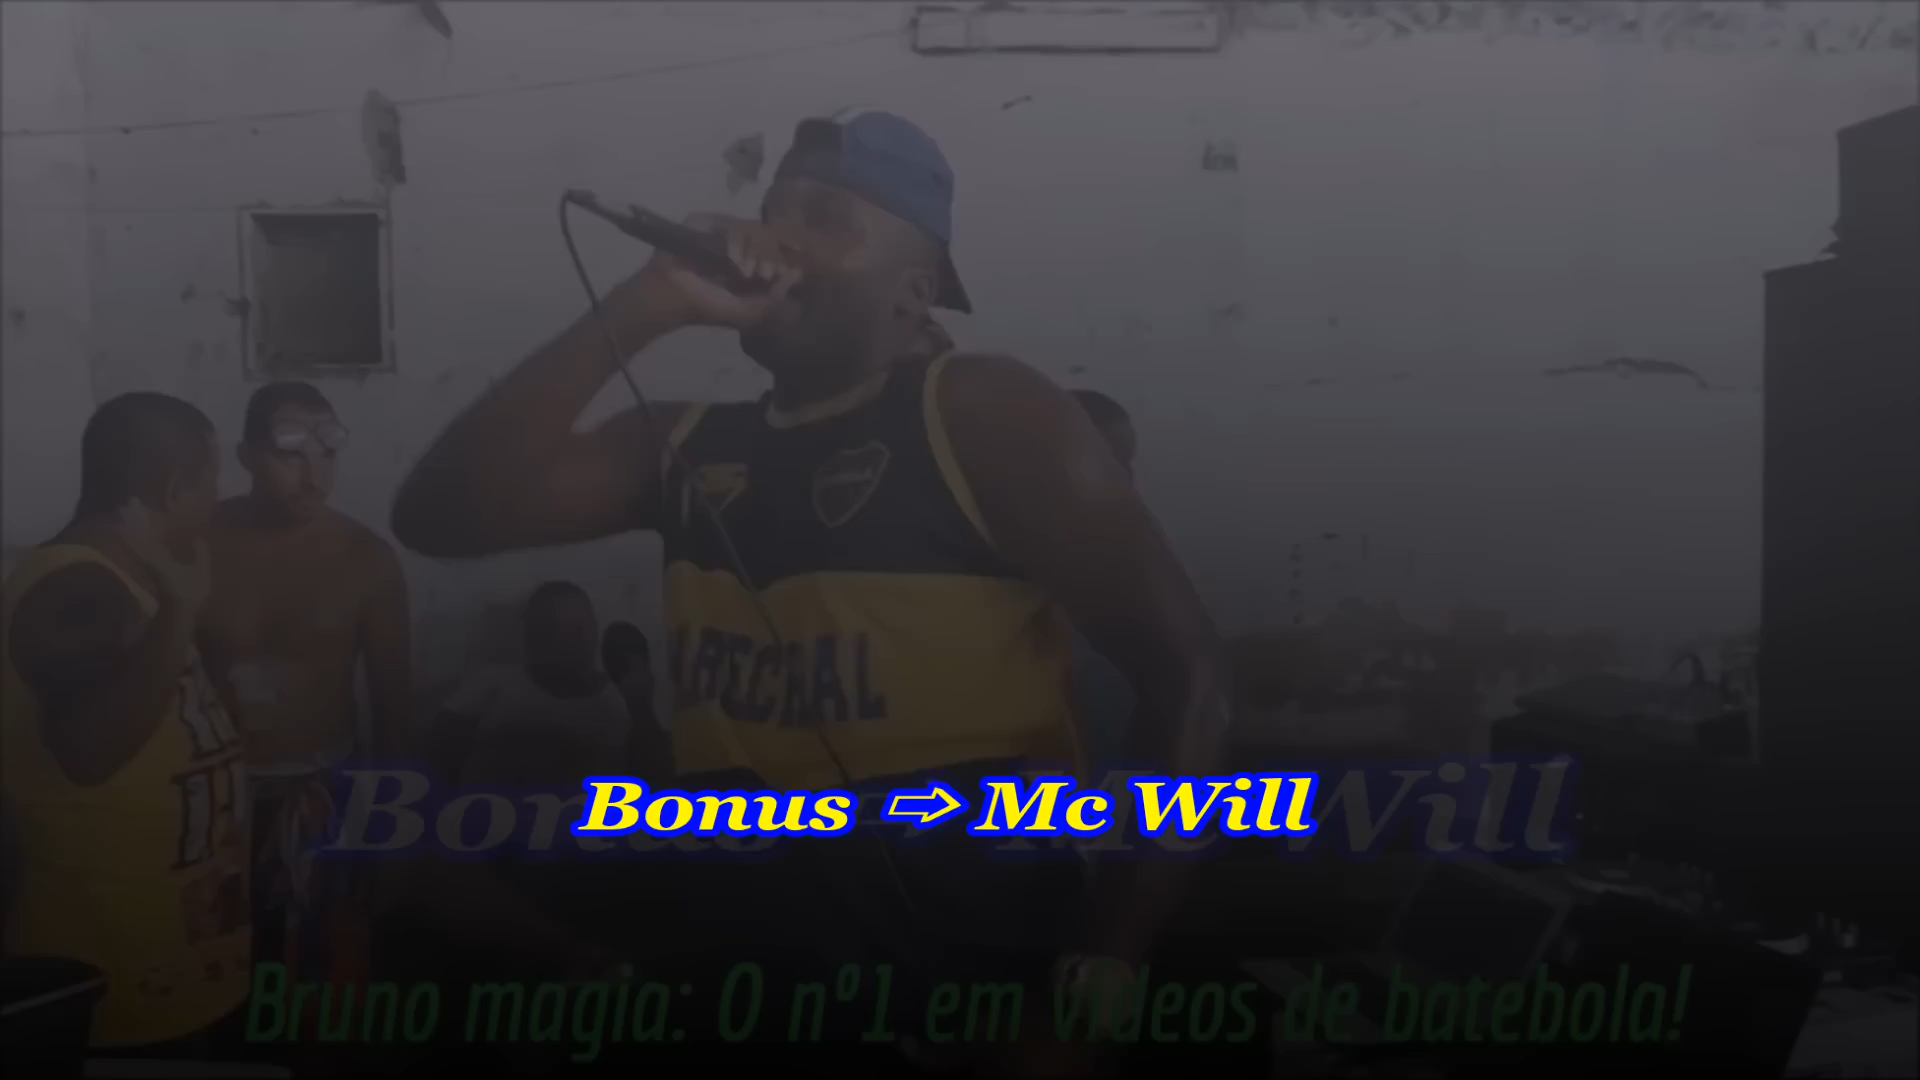 Bonus ⇨ Mc Will
Bruno magia: O nº1 em vídeos de batebola!